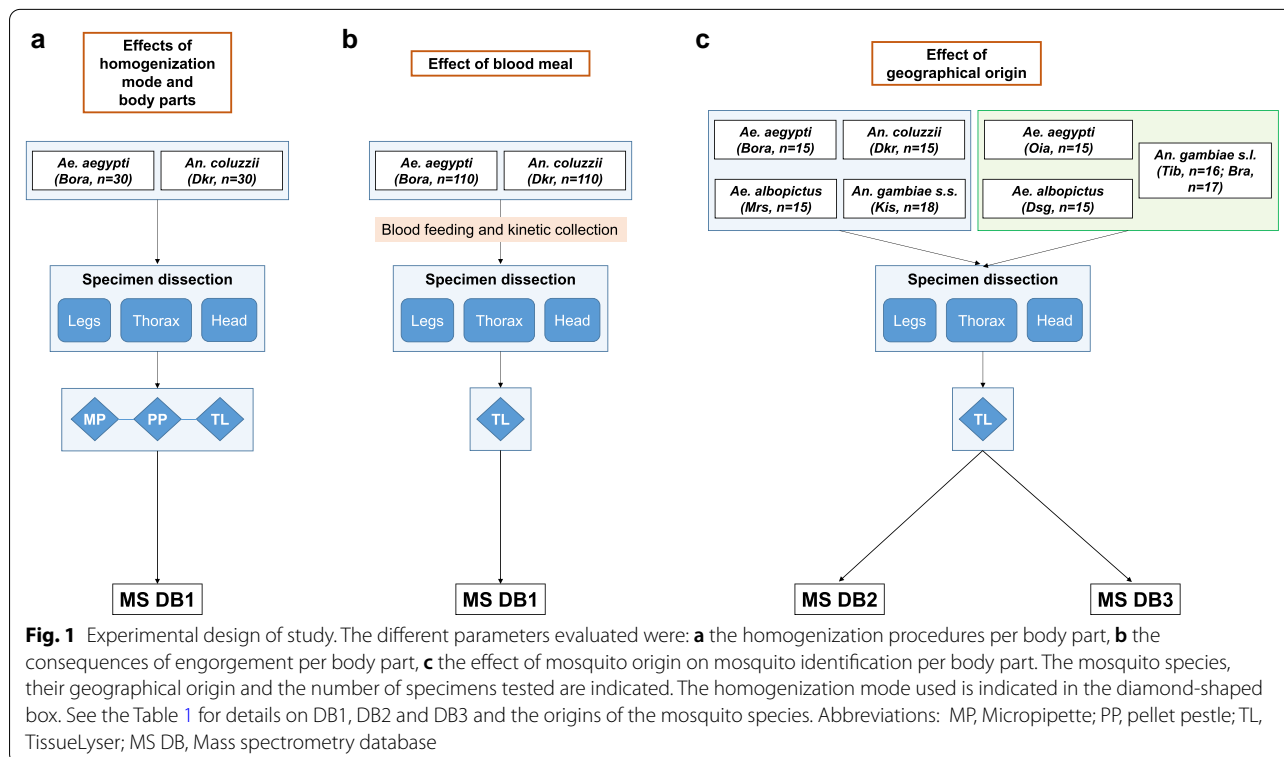 a
Effects of
homogenization
mode and
body parts
Ae. aegypti
(Bora, n=30)
An. coluzzii
(Dkr, n=30)
Specimen dissection
Legs
Thorax
Head
MP
PP
TL
MS DB1
b
Effect of blood meal
Ae. aegypti
(Bora, n=110)
An. coluzzii
(Dkr, n=110)
Blood feeding and kinetic collection
Specimen dissection
Legs
Thorax
Head
TL
MS DB1
c
Effect of
geographical origin
Ae. aegypti
(Bora, n=15)
An. coluzzii
(Dkr, n=15)
Ae. albopictus
(Mrs, n=15)
An. gambiae s.s.
(Kis, n=18)
Ae. aegypti
(Oia, n=15)
Ae. albopictus
(Dsg, n=15)
An. gambiae s.l.
(Tib, n=16; Bra,
n=17)
Specimen dissection
Legs
Thorax
Head
TL
MS DB2
MS DB3
Fig. 1 Experimental design of study. The different parameters evaluated were: a the homogenization procedures per body part, b the
consequences of engorgement per body part, c the effect of mosquito origin on mosquito identification per body part. The mosquito species,
their geographical origin and the number of specimens tested are indicated. The homogenization mode used is indicated in the diamond-shaped
box. See the Table 1 for details on DB1, DB2 and DB3 and the origins of the mosquito species. Abbreviations: MP, Micropipette; PP, pellet pestle; TL,
TissueLyser; MS DB, Mass spectrometry database